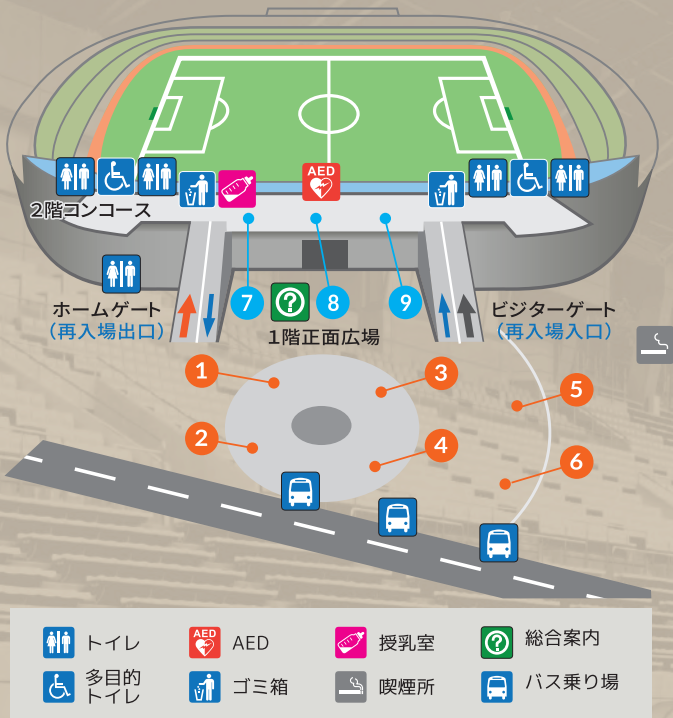 AED
2階コンコース
7
8
9
ホームゲート
(再入場出口)
ビジターゲート
(再入場入口)
1階正面広場
1
3
5
2
4
6
トイレ
AED
AED
授乳室
総合案内
多目的
トイレ
ゴミ箱
喫煙所
バス乗り場